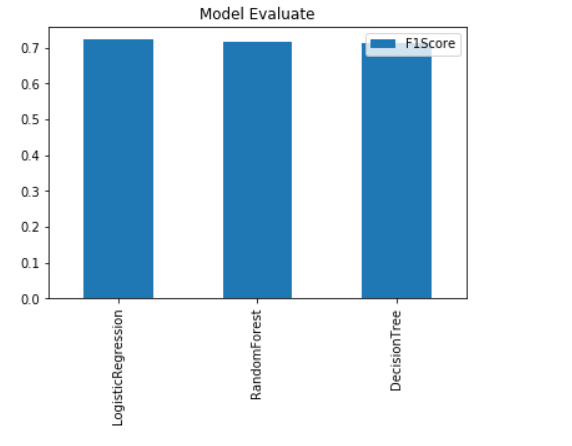 Model Evaluate
F1Score
0.7
0.6
0.5
0.4
0.3
0.2
0.1
0.0
LogisticRegression
RandomForest
DecisionTree